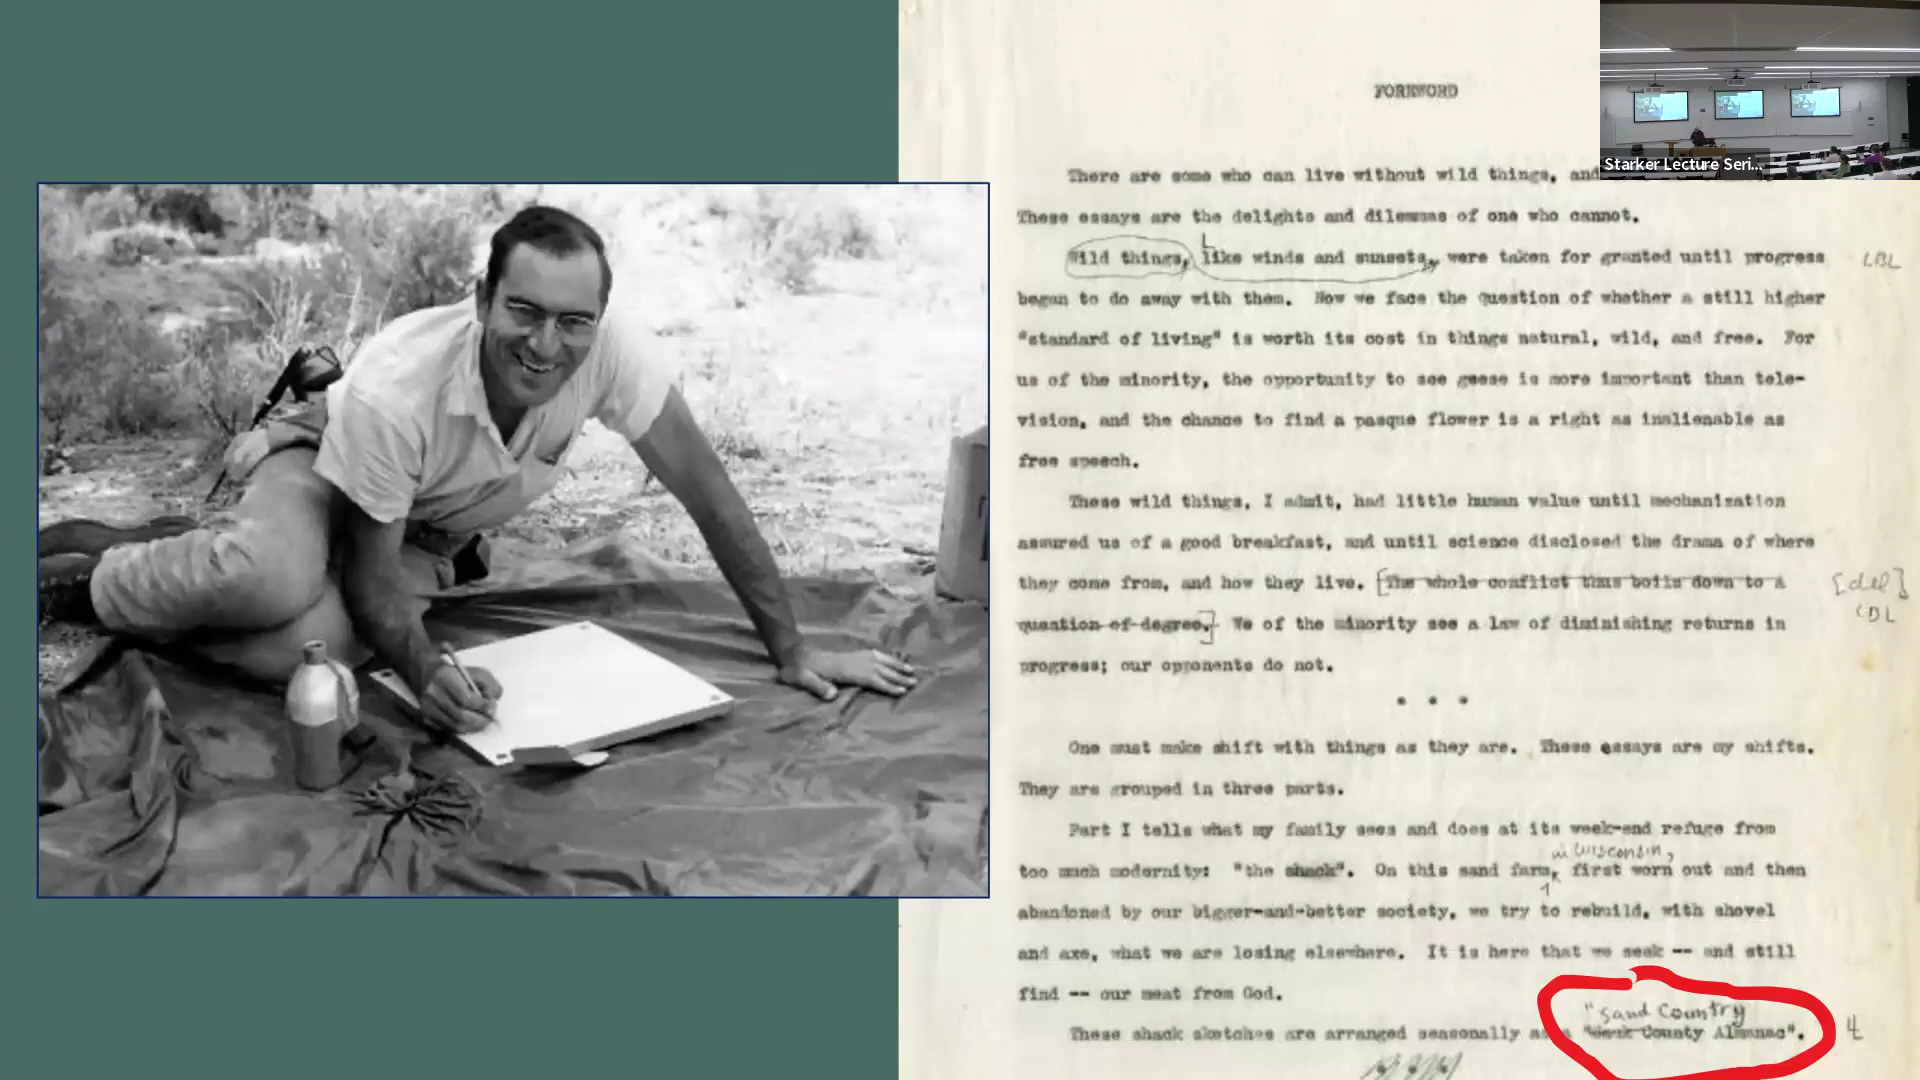 FOREWORD
Starker Lecture Seri...
There are some who can live without wild things, and
These essays are the delights and dilemmas of one who cannot.
L
Wild things, like winds and sunsets, were taken for granted until progress
LBL
began to do away with them. Now we face the question of whether a still higher
"standard of living" is worth its cost in things natural, wild, and free. For
us of the minority, the opportunity to see geese is more important than tele-
vision, and the chance to find a pasque flower is a right as inalienable as
free speech.
These wild things, I admit, had little human value until mechanization
assured us of a good breakfast, and until science disclosed the drama of where
they come from, and how they live. [The whole conflict thus boils down to a
[del]
question of degree.] We of the minority see a law of diminishing returns in
LBL
progress; our opponents do not.
• • •
One must make shift with things as they are. These essays are my shifts.
They are grouped in three parts.
Part I tells what my family sees and does at its week-end refuge from
in Wisconsin,
too much modernity: "the shack". On this sand farm, first worn out and then
abandoned by our bigger-and-better society, we try to rebuild, with shovel
and axe, what we are losing elsewhere. It is here that we seek -- and still
find -- our meat from God.
"Sand Country
These shack sketches are arranged seasonally as a County Almanac".